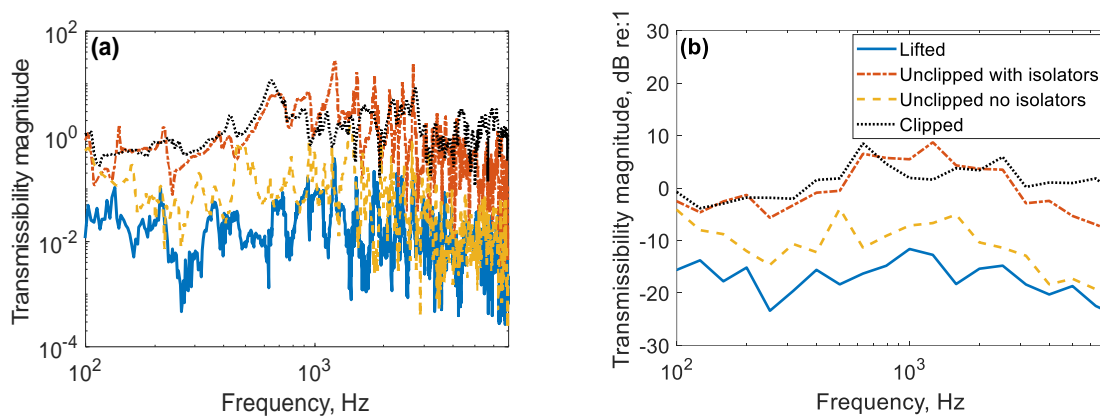 (a)
Transmissibility magnitude
10^2
10^0
10^-2
10^-4
10^2
10^3
Frequency, Hz
(b)
Transmissibility magnitude, dB re:1
30
20
10
0
-10
-20
-30
10^2
10^3
Frequency, Hz
Lifted
Unclipped with isolators
Unclipped no isolators
Clipped